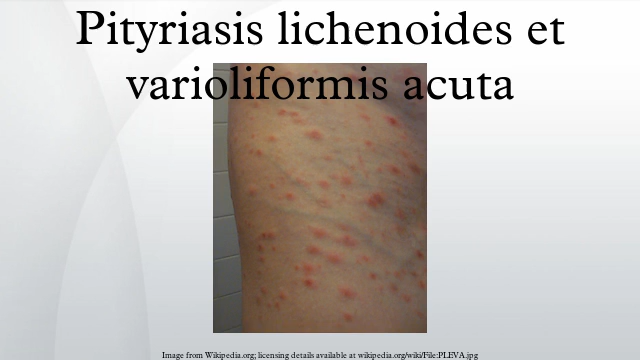 Pityriasis lichenoides et
varioliformis acuta
Image from Wikipedia.org; licensing details available at wikipedia.org/wiki/File:PLEVA.jpg